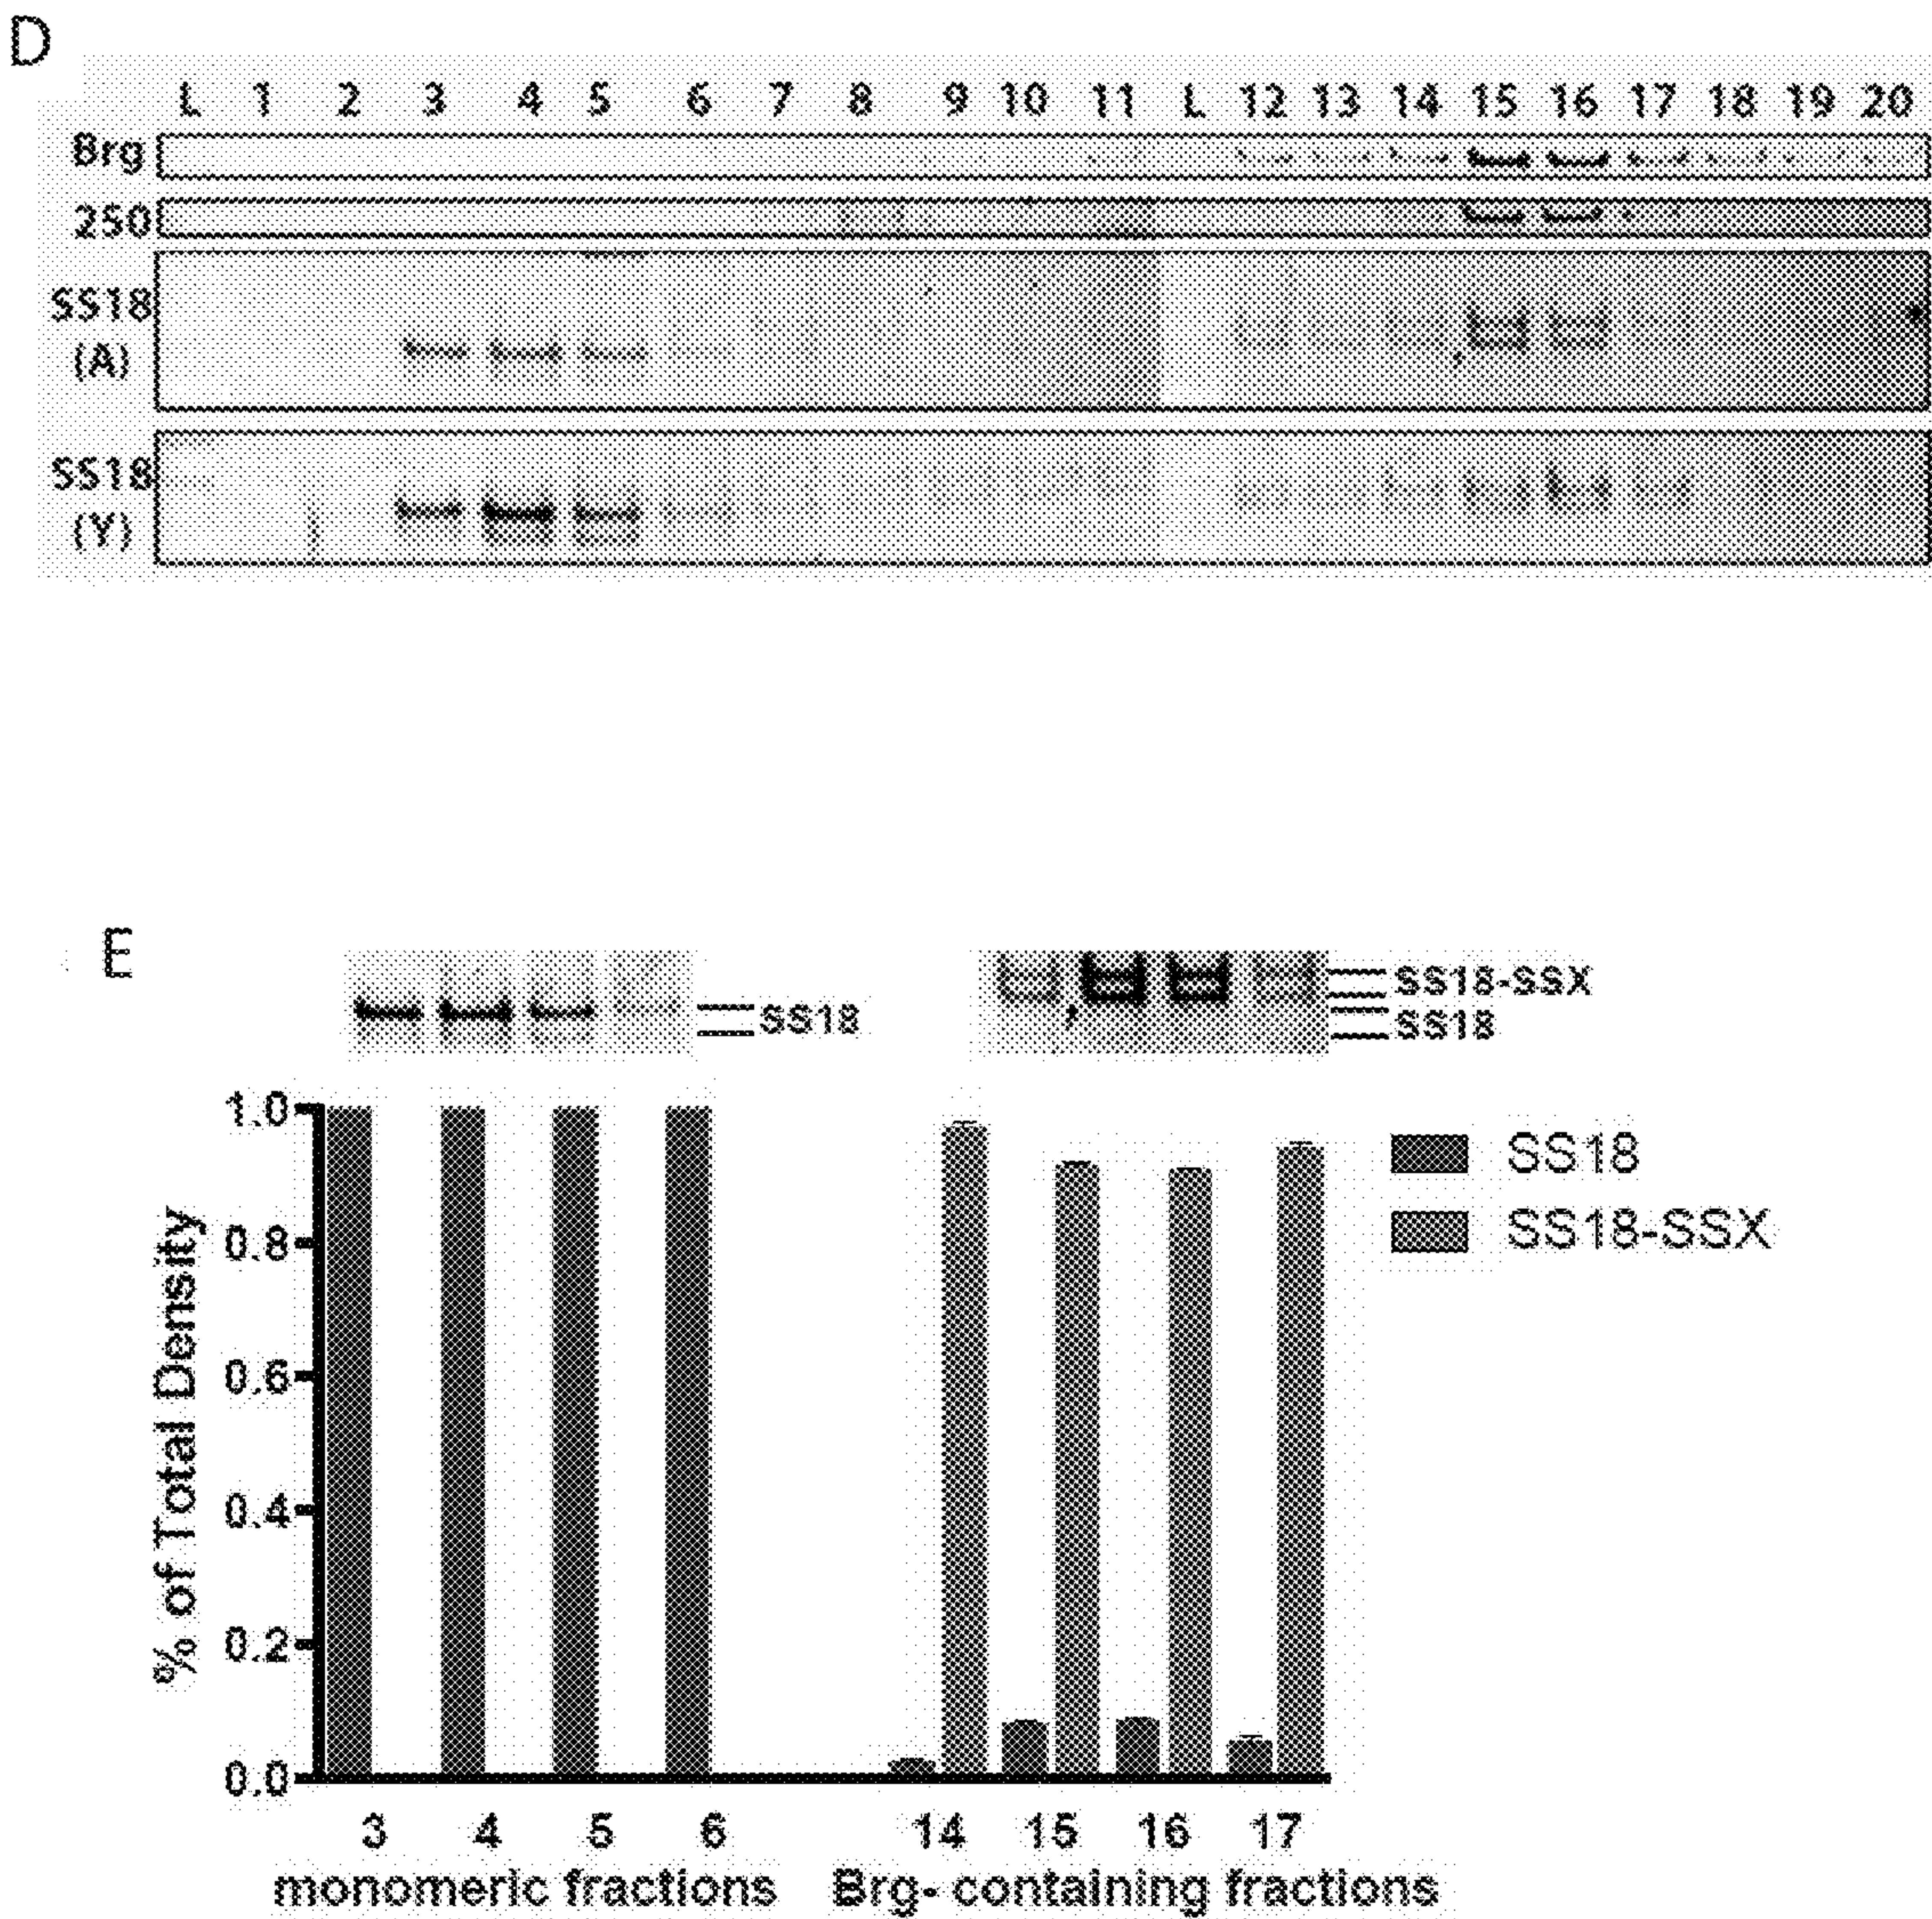 D
L 1 2 3 4 5 6 7 8 9 10 11 L 12 13 14 15 16 17 18 19 20
Brg
250
SS18
(A)
SS18
(Y)
E
SS18
SS18-SSX
SS18
1.0
0.8
0.6
0.4
0.2
0.0
% of Total Density
SS18
SS18-SSX
3 4 5 6 14 15 16 17
monomeric fractions Brg- containing fractions